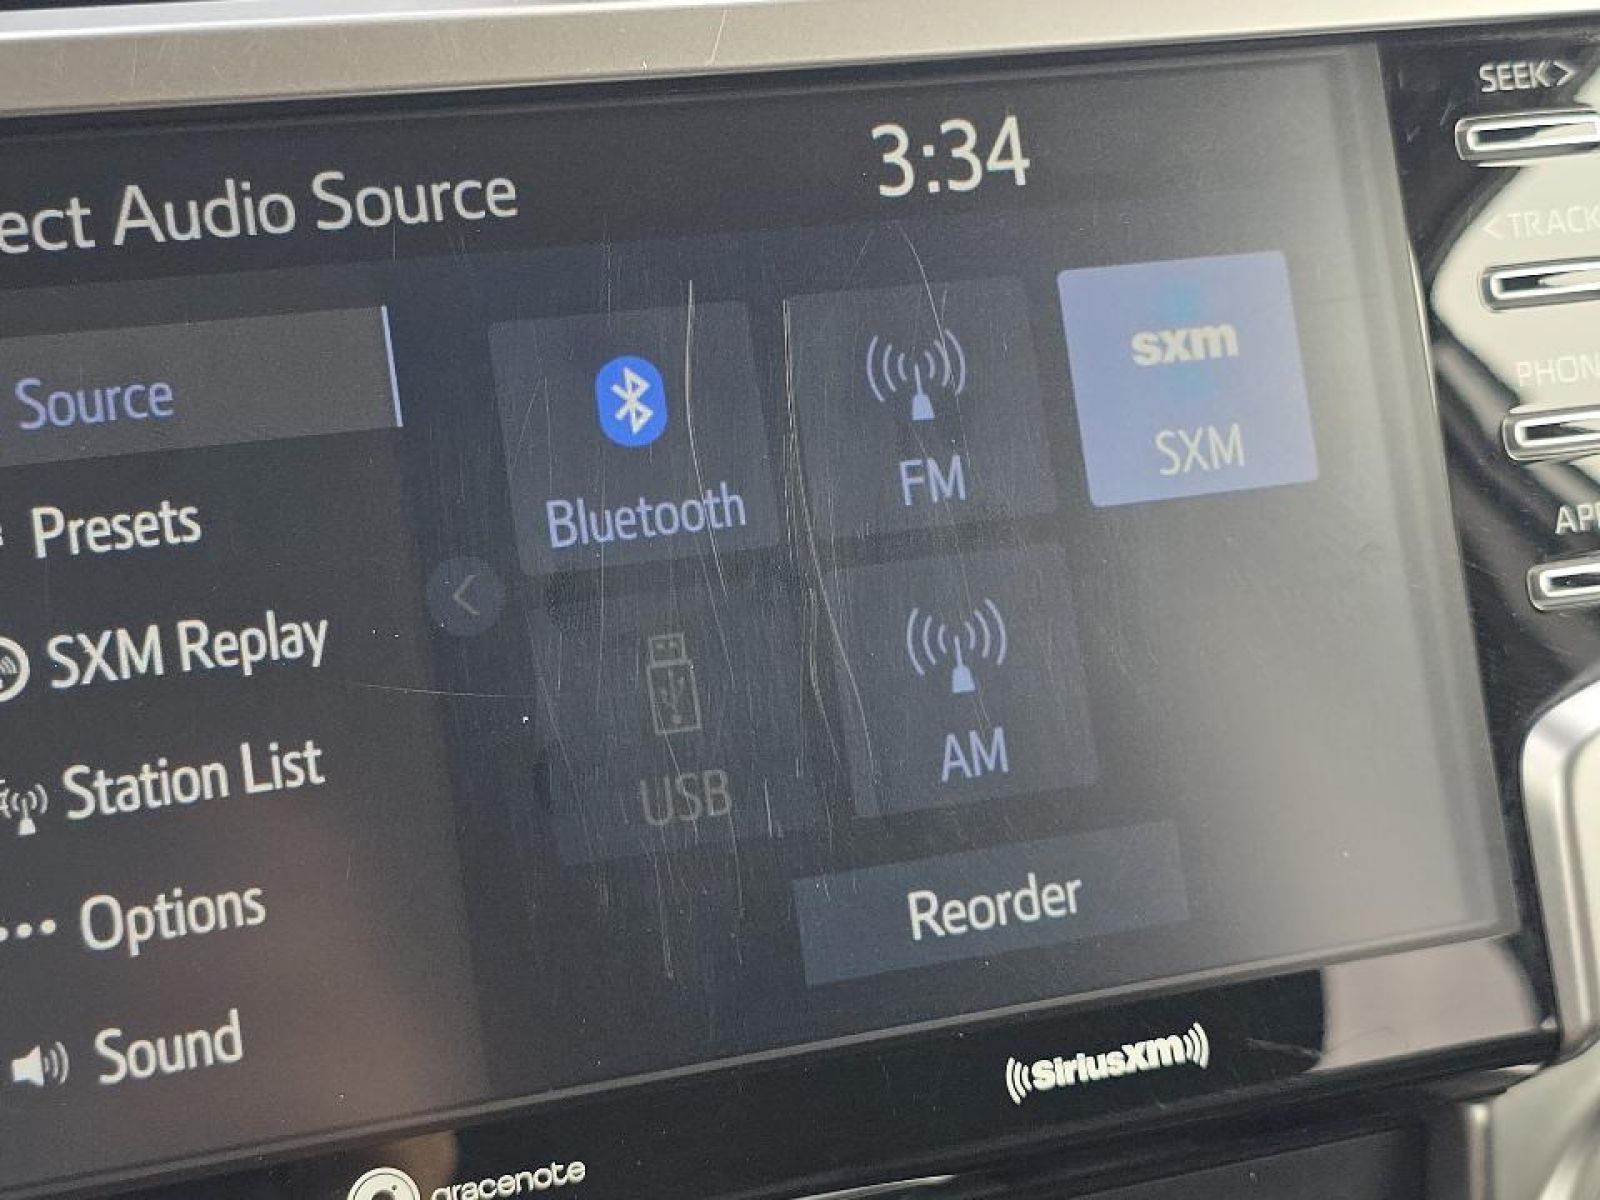 SEEK>
3:34
ect Audio Source
<TRACK
sxm
SXM
FM
Bluetooth
Source
PHON
Presets
SXM Replay
AM
USB
Station List
Reorder
Options
Sound
SiriusXM
gracenote